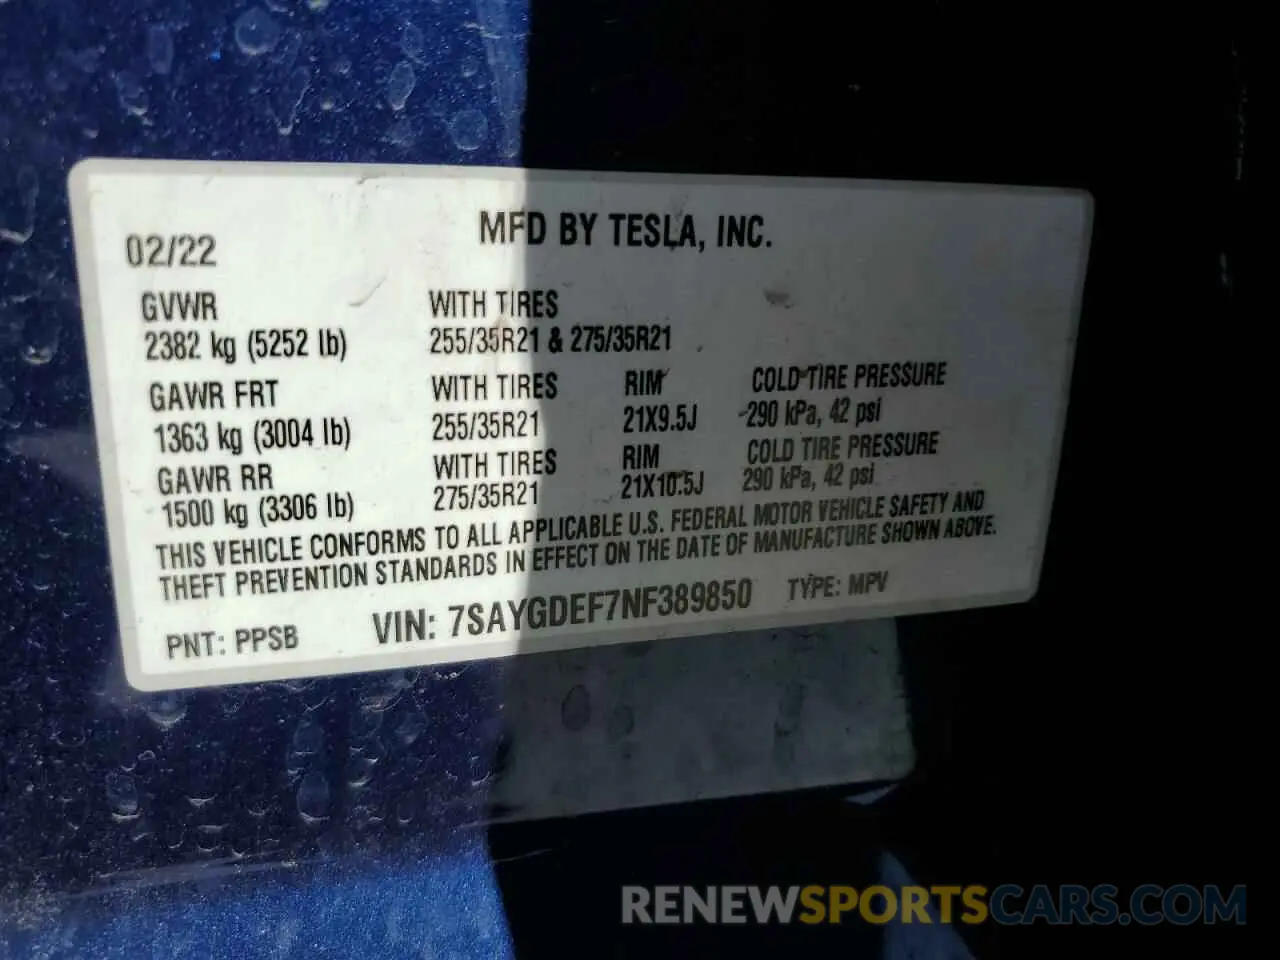 02/22 MFD BY TESLA, INC.
GVWR WITH TIRES
2382 kg (5252 lb) 255/35R21 & 275/35R21
GAWR FRT WITH TIRES RIM COLD TIRE PRESSURE
1363 kg (3004 lb) 255/35R21 21X9.5J 290 kPa, 42 psi
GAWR RR WITH TIRES RIM COLD TIRE PRESSURE
1500 kg (3306 lb) 275/35R21 21X10.5J 290 kPa, 42 psi
THIS VEHICLE CONFORMS TO ALL APPLICABLE U.S. FEDERAL MOTOR VEHICLE SAFETY AND
THEFT PREVENTION STANDARDS IN EFFECT ON THE DATE OF MANUFACTURE SHOWN ABOVE.
PNT: PPSB VIN: 7SAYGDEF7NF389850 TYPE: MPV
RENEWSPORTSCARS.COM